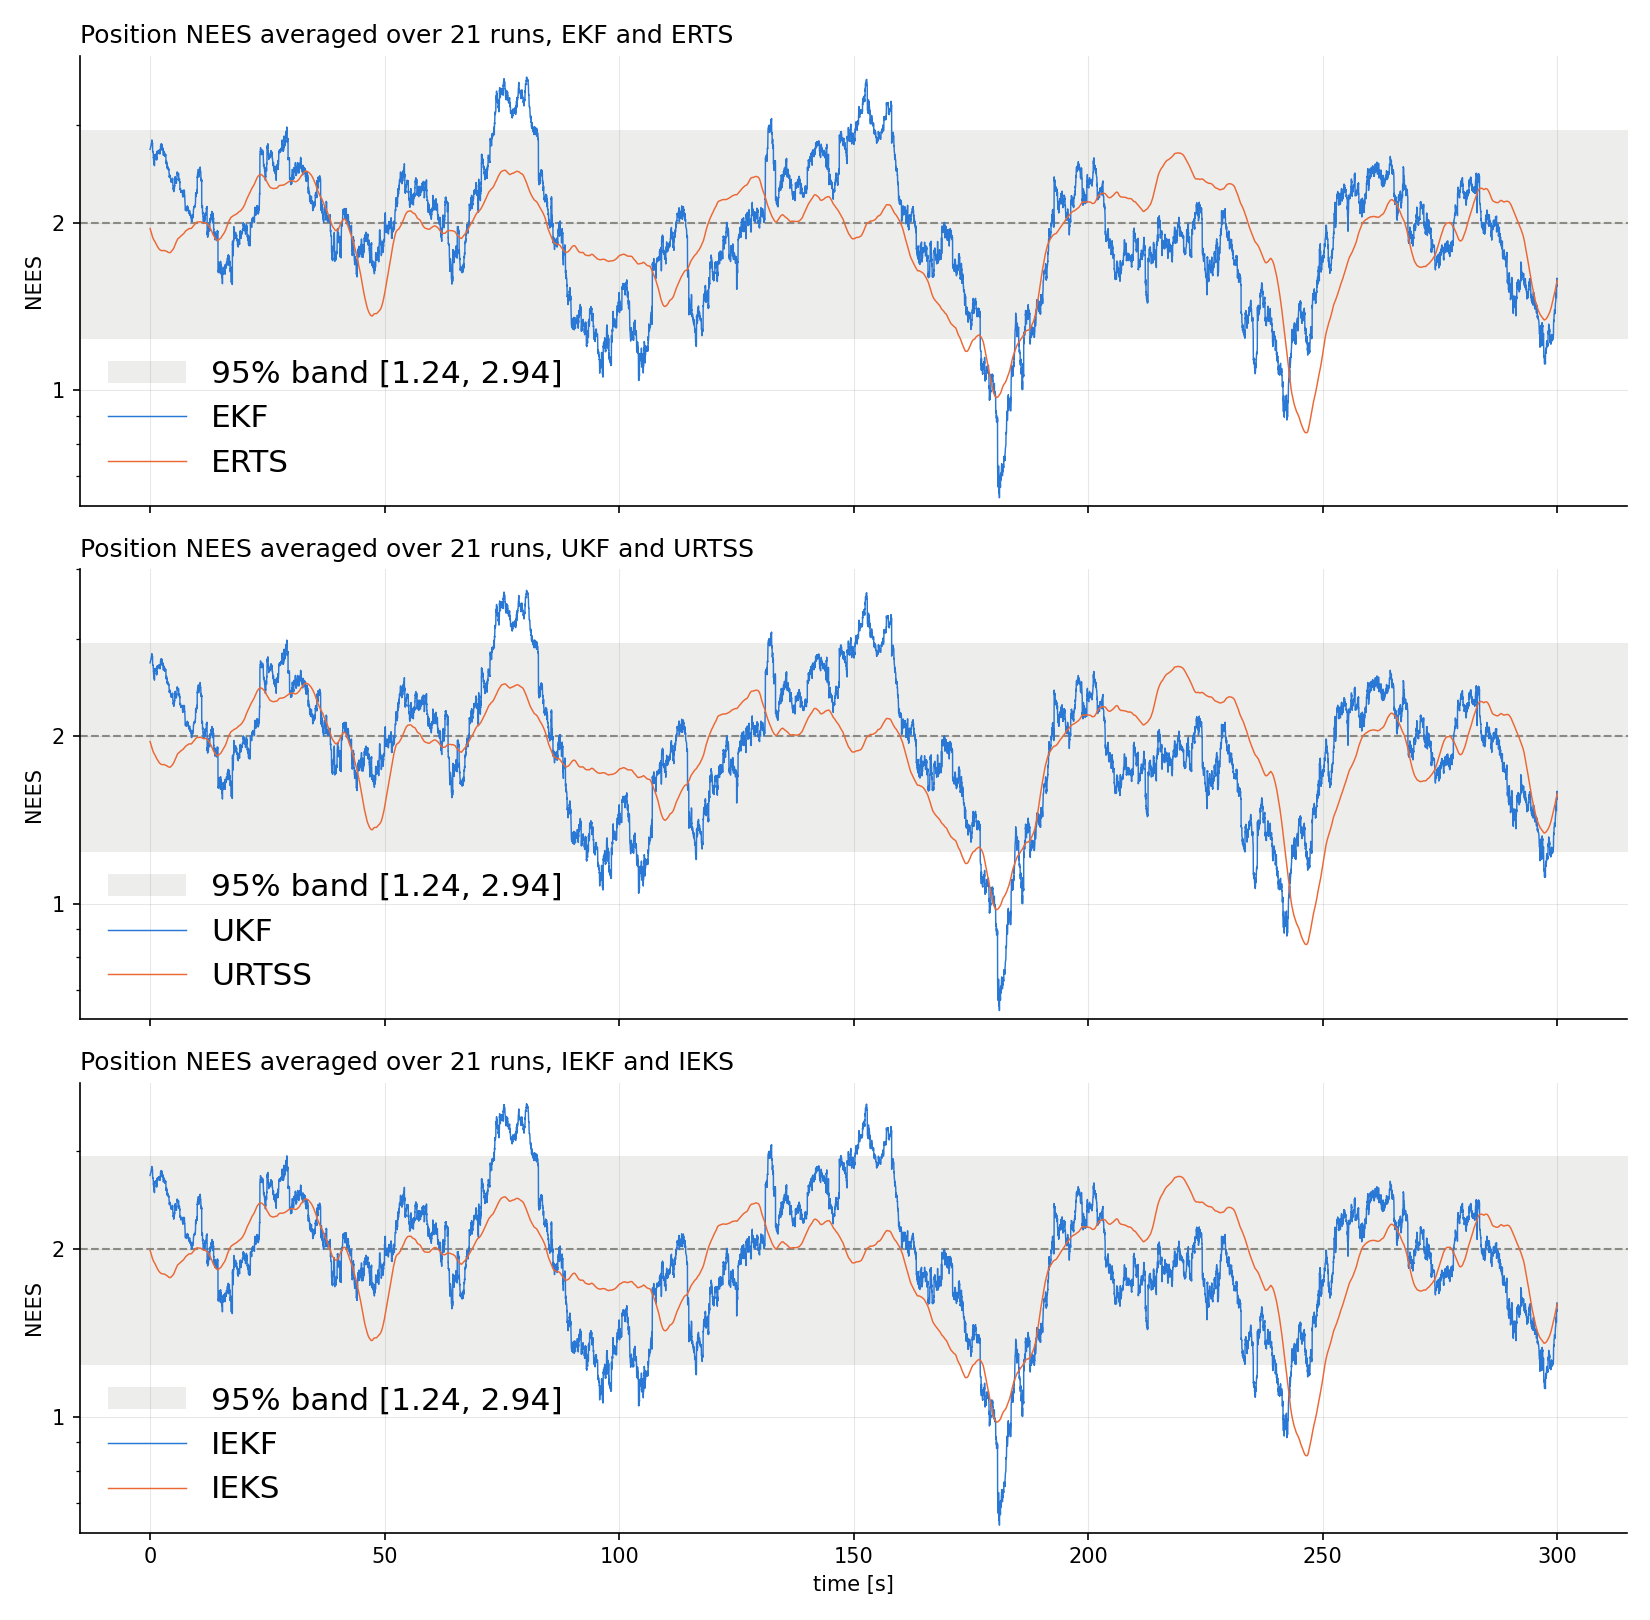 Position NEES averaged over 21 runs, EKF and ERTS
2
1
NEES
95% band [1.24, 2.94]
EKF
ERTS
Position NEES averaged over 21 runs, UKF and URTSS
2
1
NEES
95% band [1.24, 2.94]
UKF
URTSS
Position NEES averaged over 21 runs, IEKF and IEKS
2
1
NEES
95% band [1.24, 2.94]
IEKF
IEKS
0 50 100 150 200 250 300
time [s]